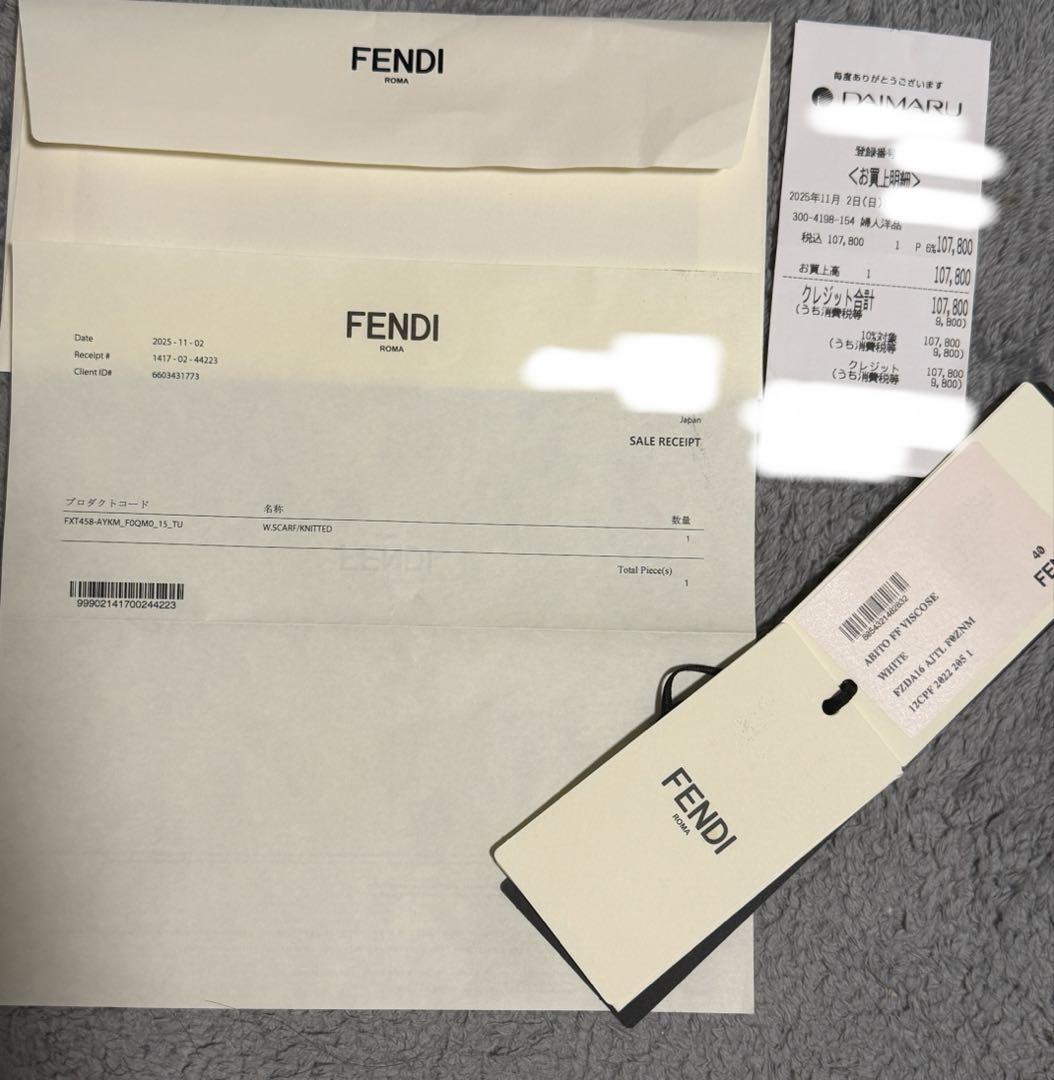 FENDI
ROMA
FENDI
ROMA
Date 2025 - 11 - 02
Receipt # 1417 - 02 - 44223
Client ID# 6603431773
Japan
SALE RECEIPT
プロダクトコード 名称 数量
FXT458-AYKM_F0QM0_15_TU W.SCARF/KNITTED 1
Total Piece(s) 1
99902141700244223
毎度ありがとうございます
DAIMARU
登録番号
<お買上明細>
2025年11月 2日(日)
300-4198-154 婦人洋品
税込 107,800 1 P 6% 107,800
お買上高 1 107,800
クレジット合計 107,800
(うち消費税等 9,800)
10%対象 107,800
(うち消費税等 9,800)
クレジット 107,800
(うち消費税等 9,800)
40
FE
8054321482832
ABITO FF VISCOSE
WHITE
FZDA16 AJTL F0ZNM
12CPF 2022 205 1
FENDI
ROMA